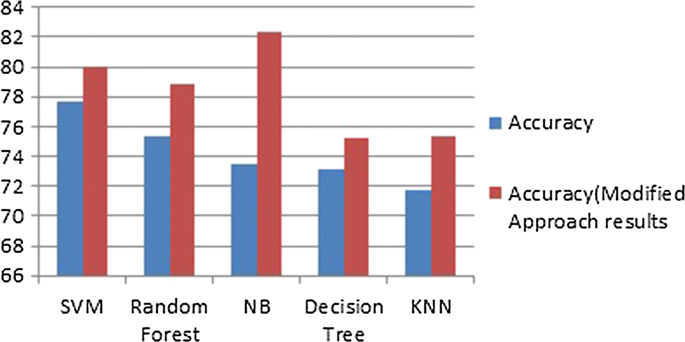 84
82
80
78
76
74
72
70
68
66
SVM
Random
Forest
NB
Decision
Tree
KNN
Accuracy
Accuracy(Modified
Approach results